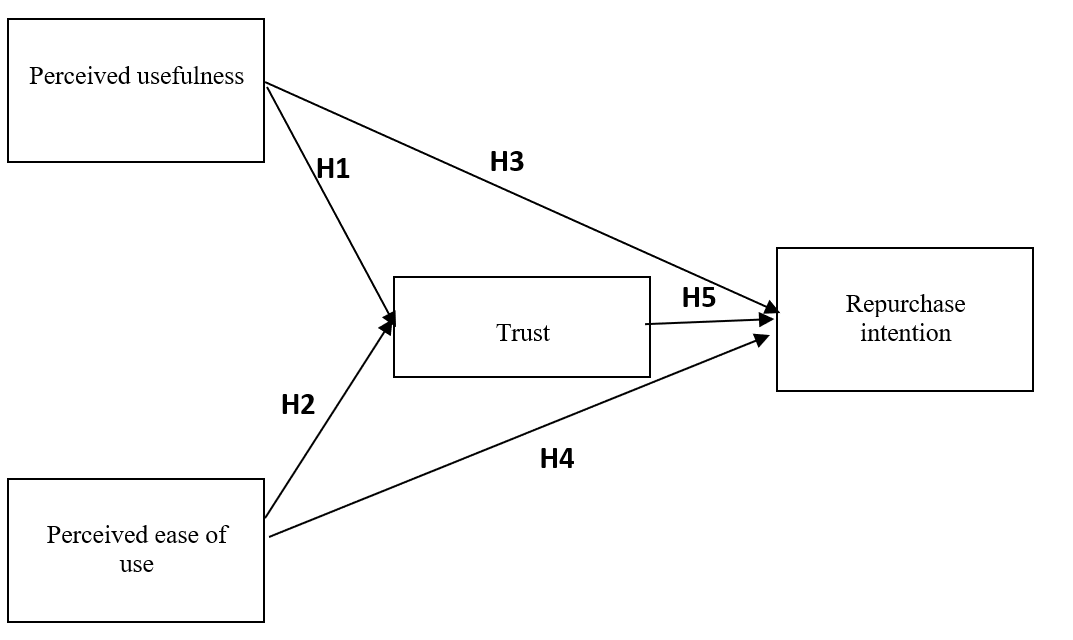 Perceived usefulness
H1
H3
H5
Trust
Repurchase
intention
H2
H4
Perceived ease of
use